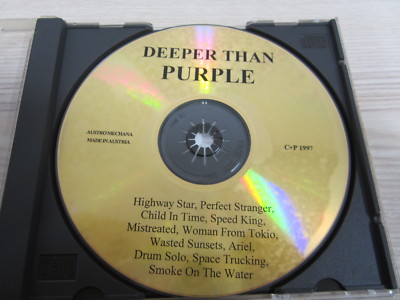 DEEPER THAN
PURPLE
AUSTRO MECHANA
MADE IN AUSTRIA
C+P 1997
Highway Star, Perfect Stranger,
Child In Time, Speed King,
Mistreated, Woman From Tokio,
Wasted Sunsets, Ariel,
Drum Solo, Space Trucking,
Smoke On The Water